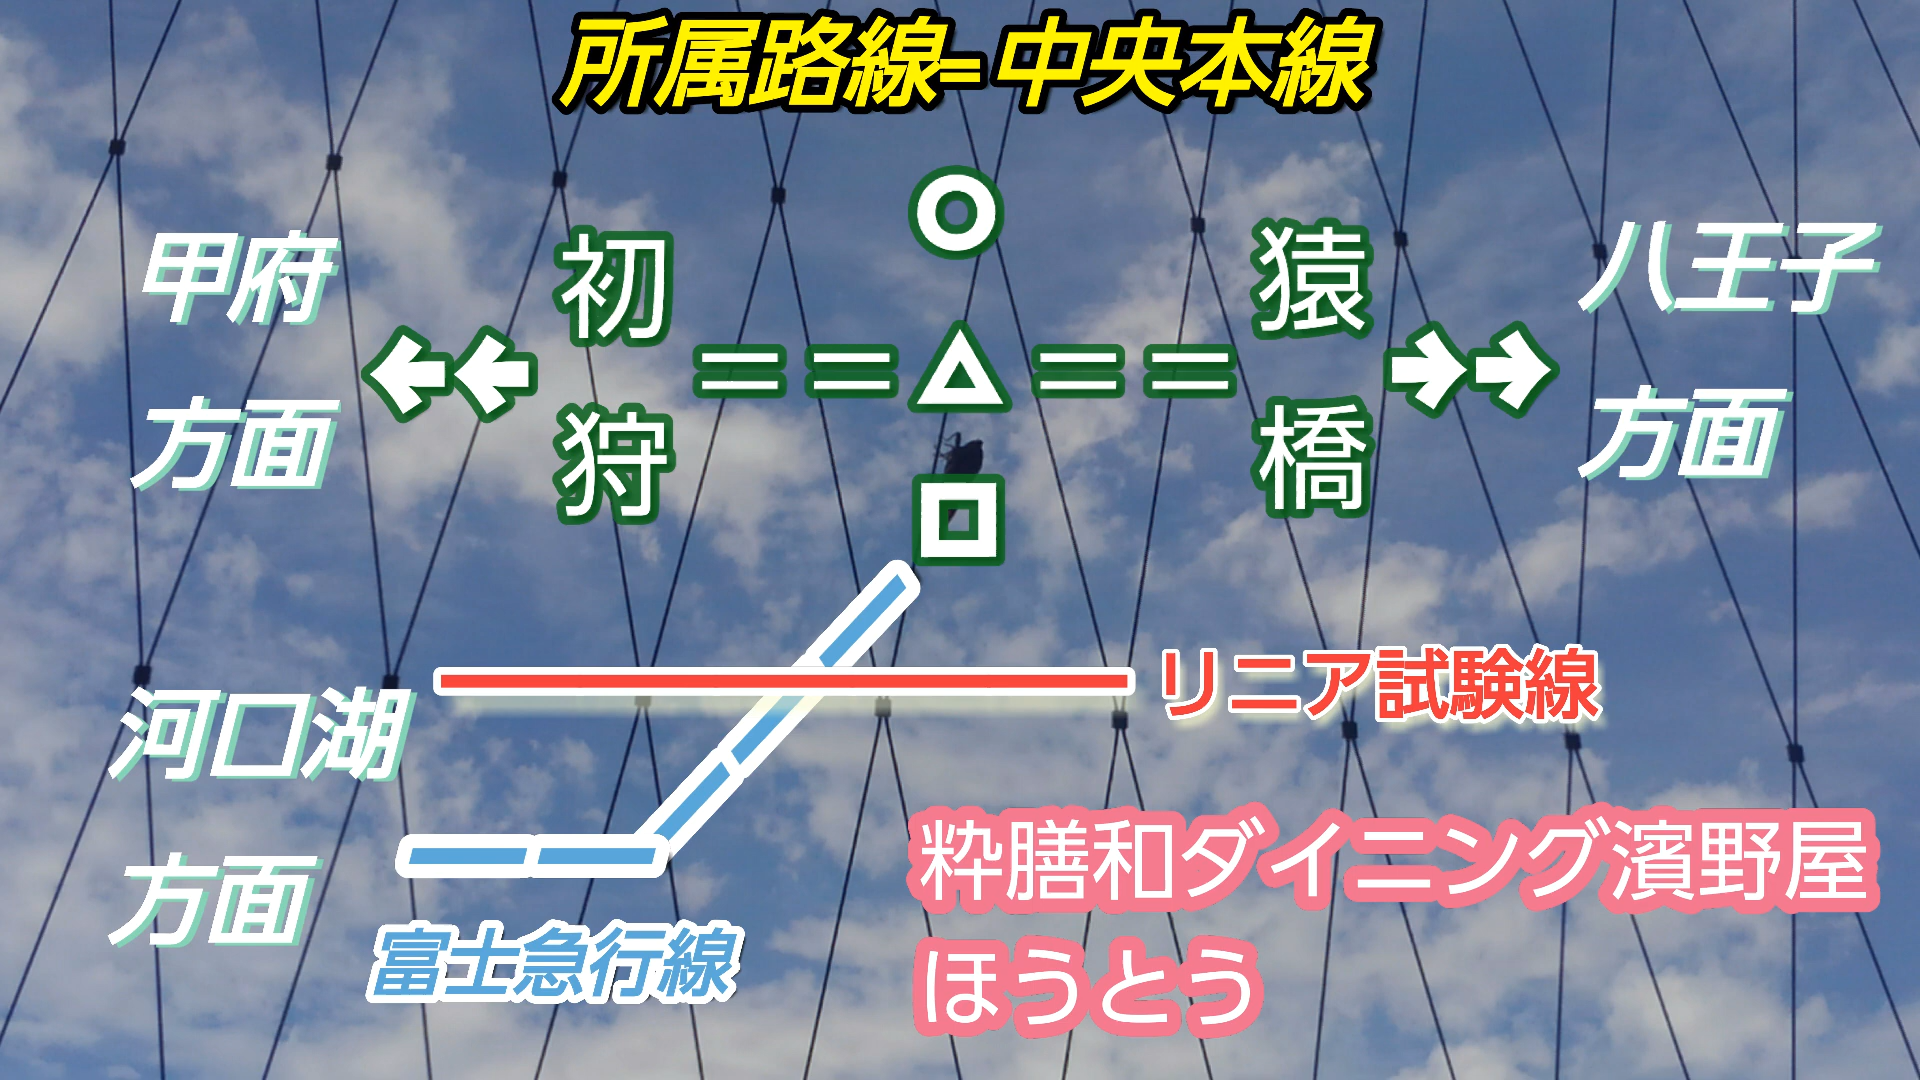 所属路線=中央本線
甲府
方面
初
狩
==○△□==
猿
橋
八王子
方面
リニア試験線
河口湖
方面
富士急行線
粋膳和ダイニング濱野屋
ほうとう